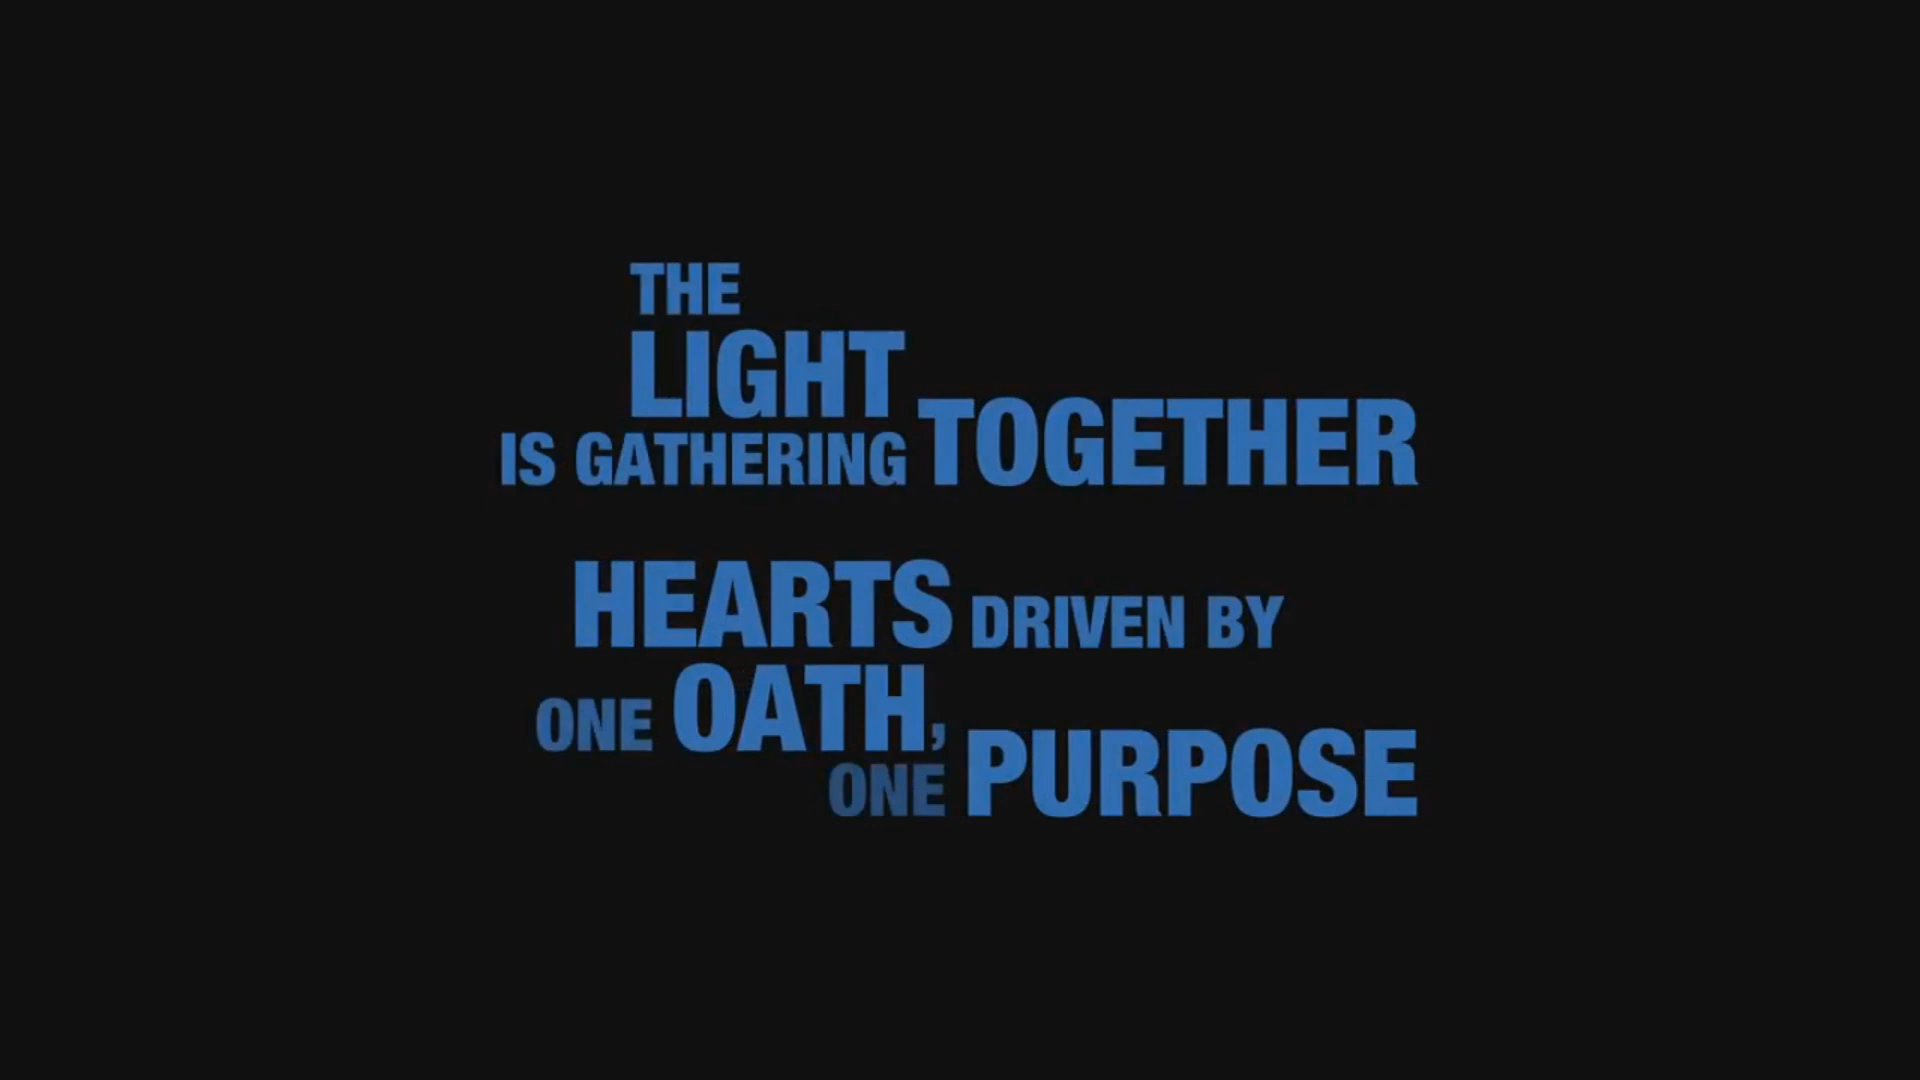 THE
LIGHT
IS GATHERING TOGETHER
HEARTS DRIVEN BY
ONE OATH,
ONE PURPOSE